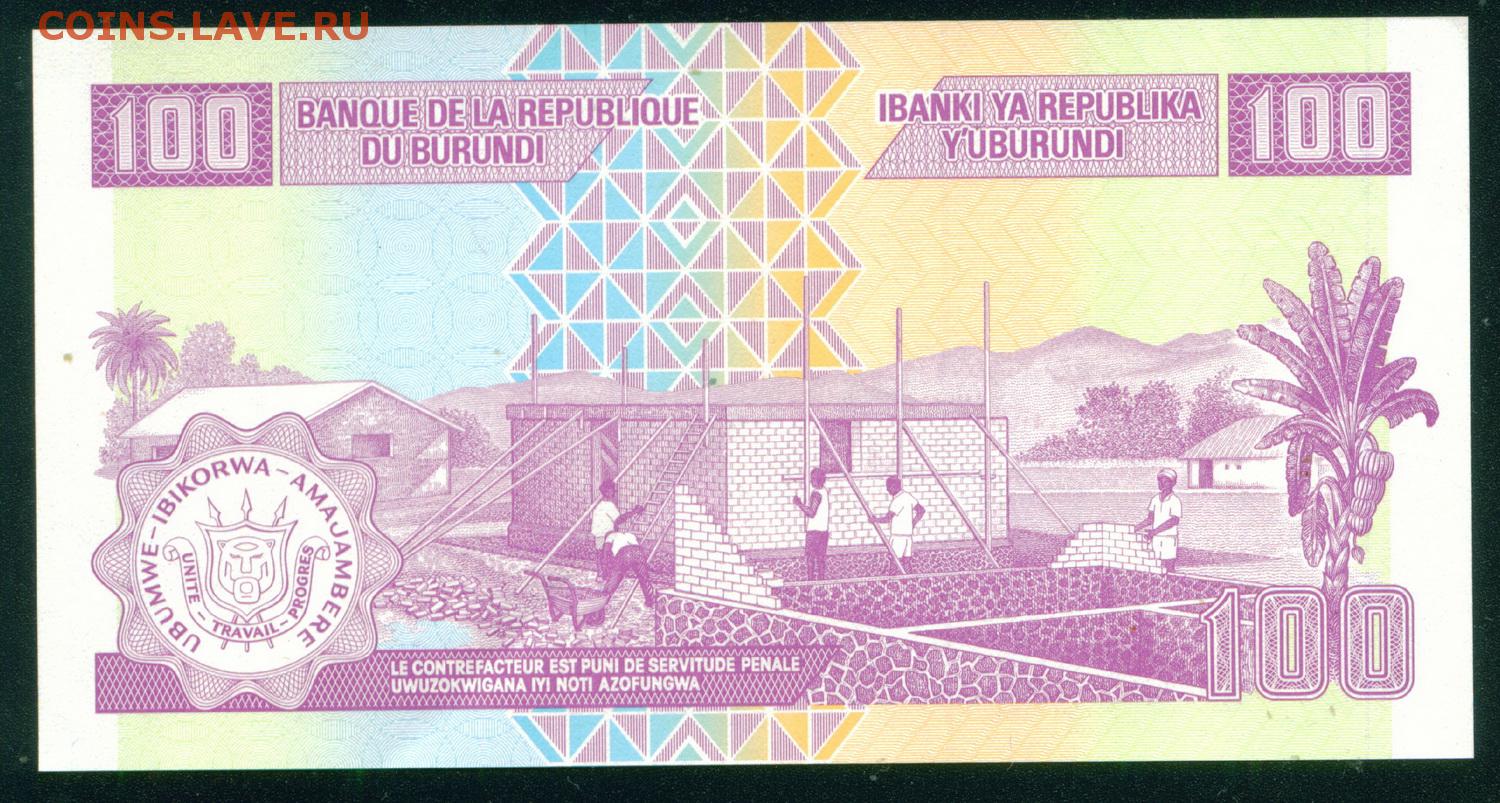 COINS.LAVE.RU
100
BANQUE DE LA REPUBLIQUE
DU BURUNDI
IBANKI YA REPUBLIKA
Y'UBURUNDI
100
UBUMWE-IBIKORWA-AMAJAMBERE
UNITE-TRAVAIL-PROGRES
LE CONTREFACTEUR EST PUNI DE SERVITUDE PENALE
UWUZOKWIGANA IYI NOTI AZOFUNGWA
100